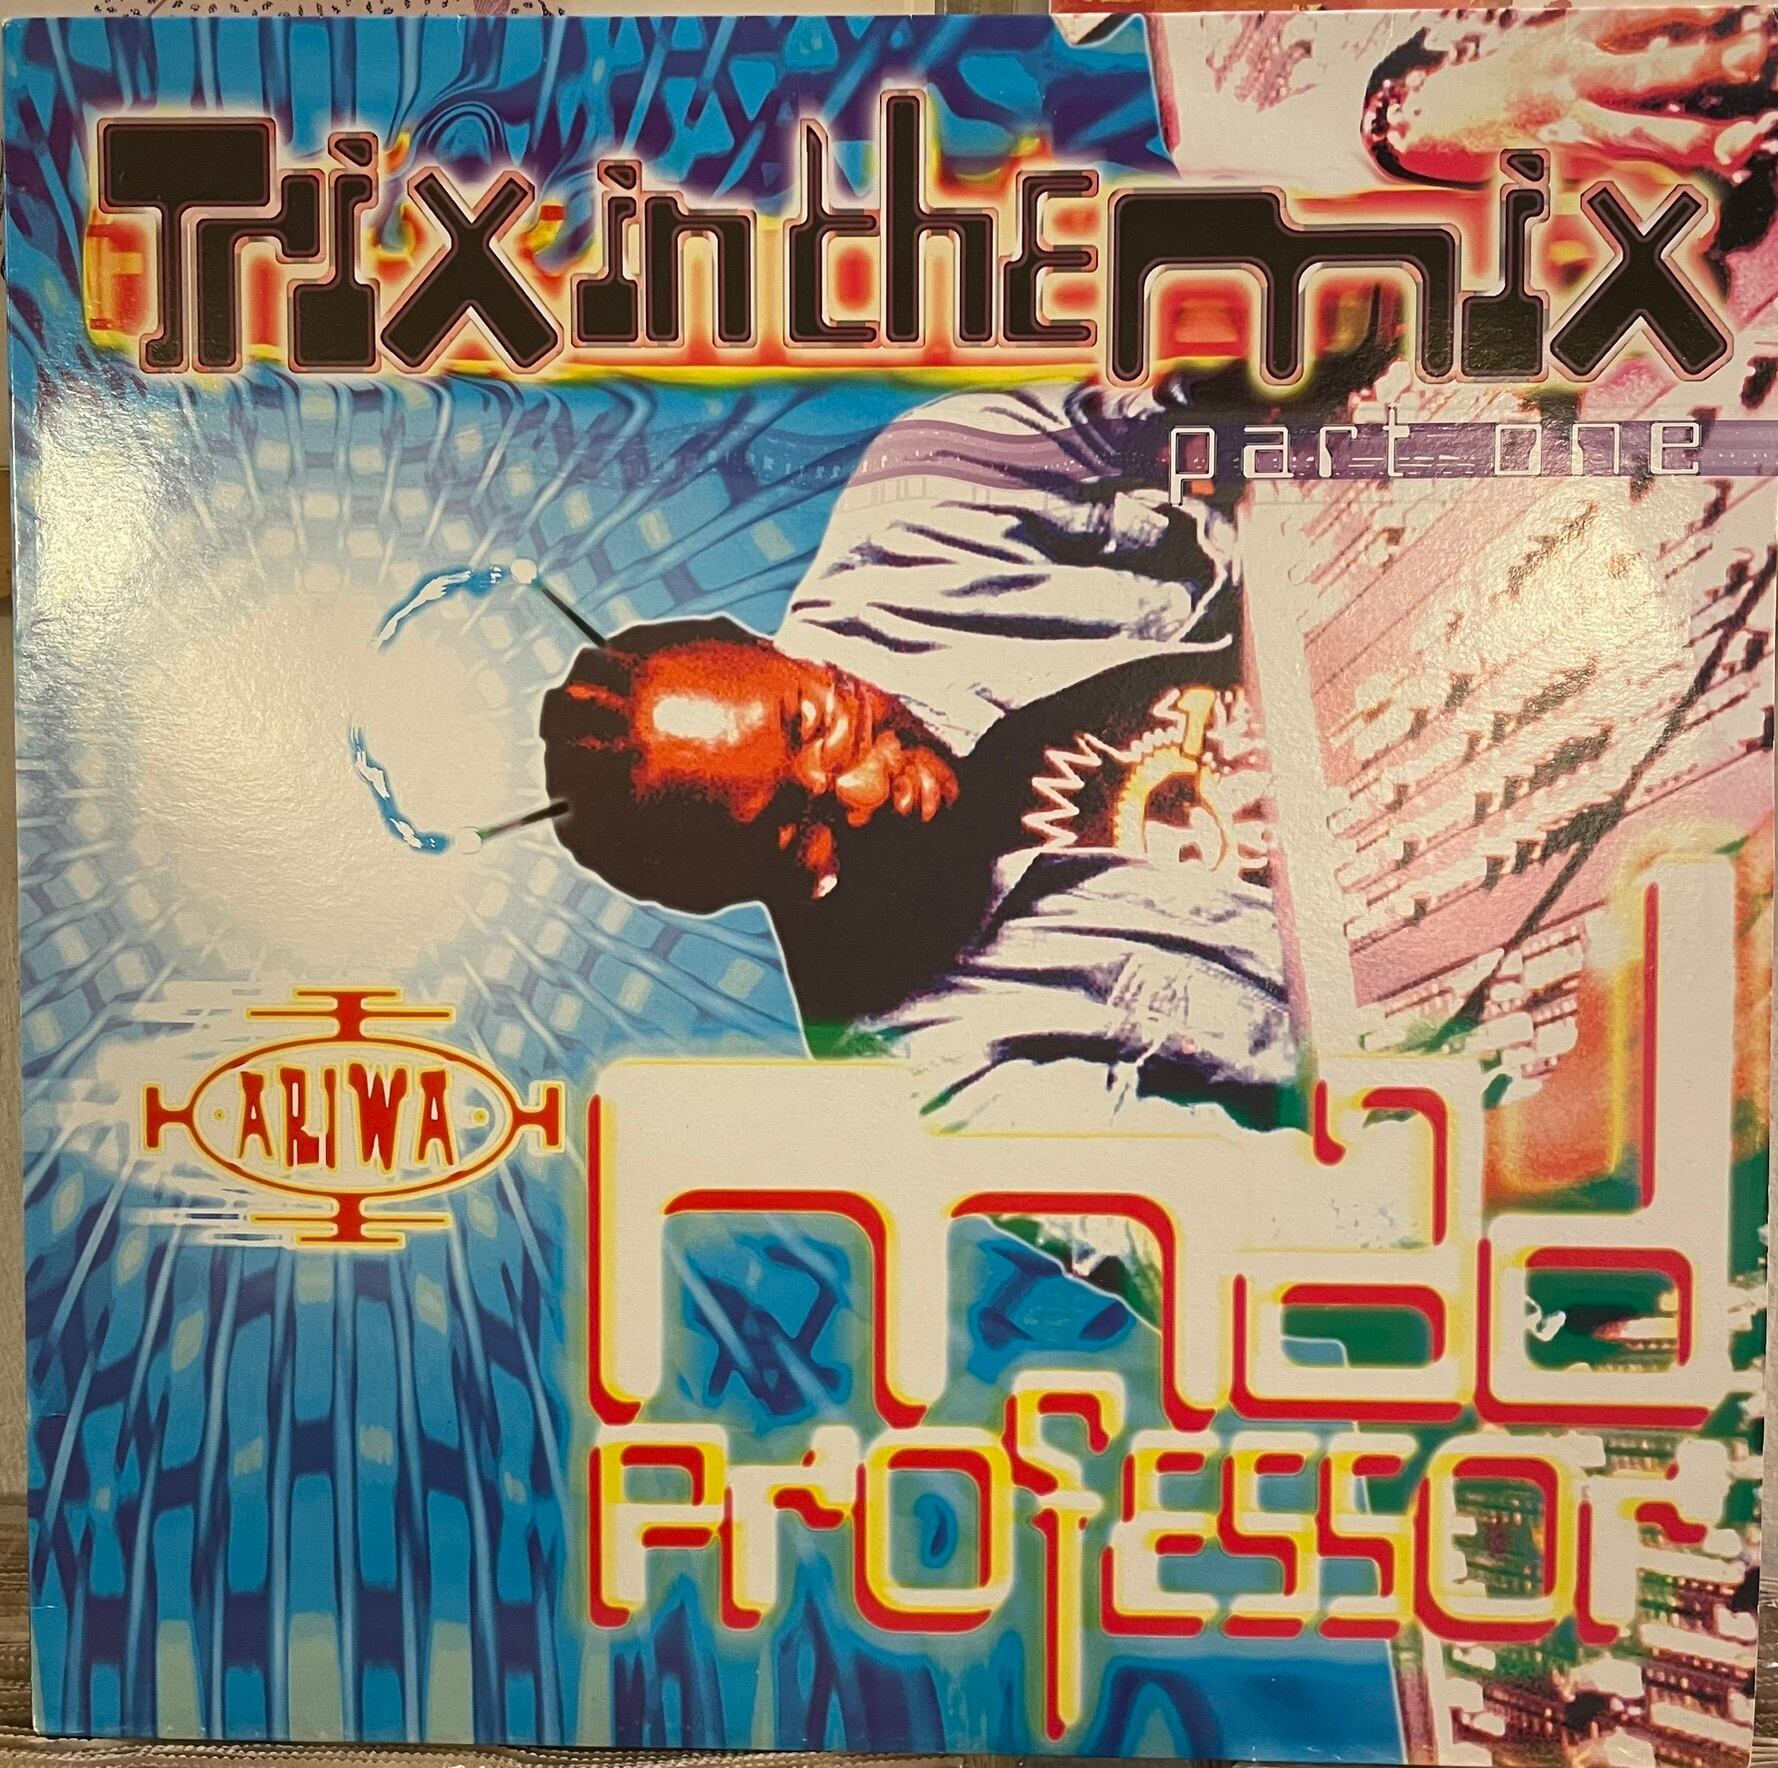 Trix in the mix
part one
ARIWA
mad
Professor